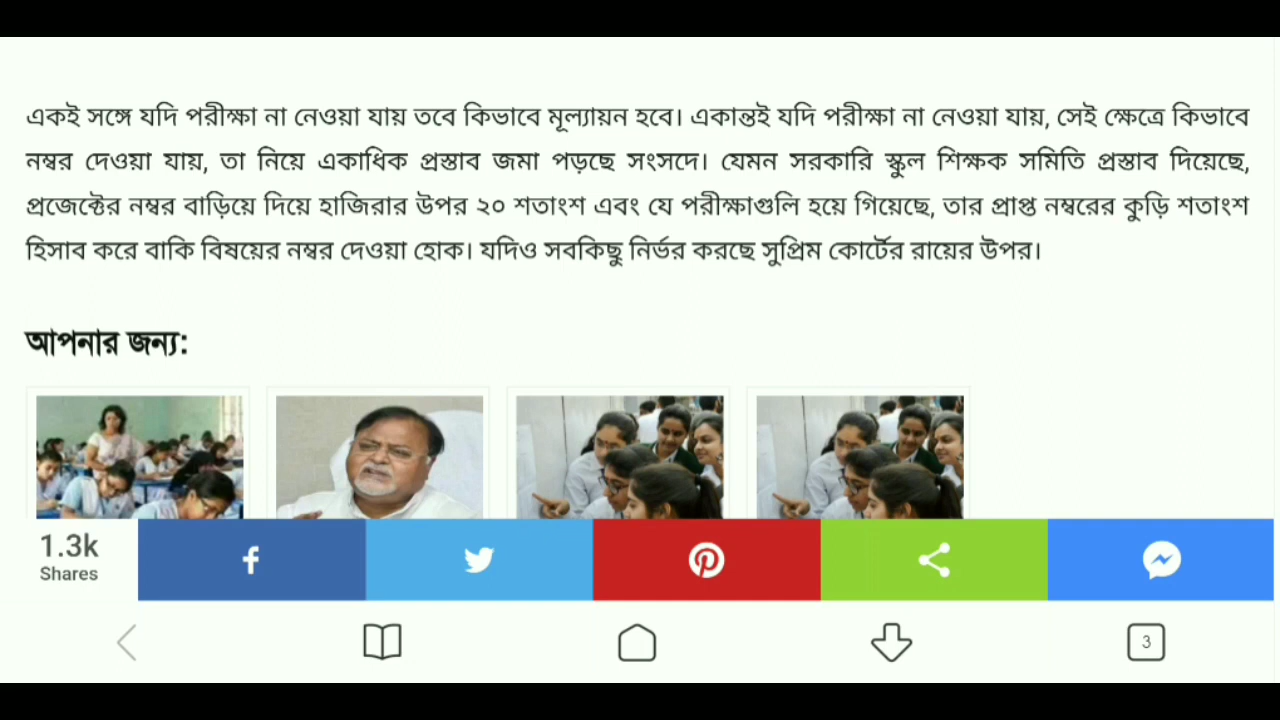 একই সঙ্গে যদি পরীক্ষা না নেওয়া যায় তবে কিভাবে মূল্যায়ন হবে। একান্তই যদি পরীক্ষা না নেওয়া যায়, সেই ক্ষেত্রে কিভাবে
নম্বর দেওয়া যায়, তা নিয়ে একাধিক প্রস্তাব জমা পড়ছে সংসদে। যেমন সরকারি স্কুল শিক্ষক সমিতি প্রস্তাব দিয়েছে,
প্রজেক্টের নম্বর বাড়িয়ে দিয়ে হাজিরার উপর ২০ শতাংশ এবং যে পরীক্ষাগুলি হয়ে গিয়েছে, তার প্রাপ্ত নম্বরের কুড়ি শতাংশ
হিসাব করে বাকি বিষয়ের নম্বর দেওয়া হোক। যদিও সবকিছু নির্ভর করছে সুপ্রিম কোর্টের রায়ের উপর।
আপনার জন্য:
1.3k
Shares
3